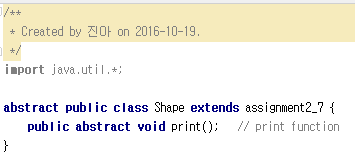 /**
 * Created by 진아 on 2016-10-19.
 */
import java.util.*;
abstract public class Shape extends assignment2_7 {
    public abstract void print();   // print function
}